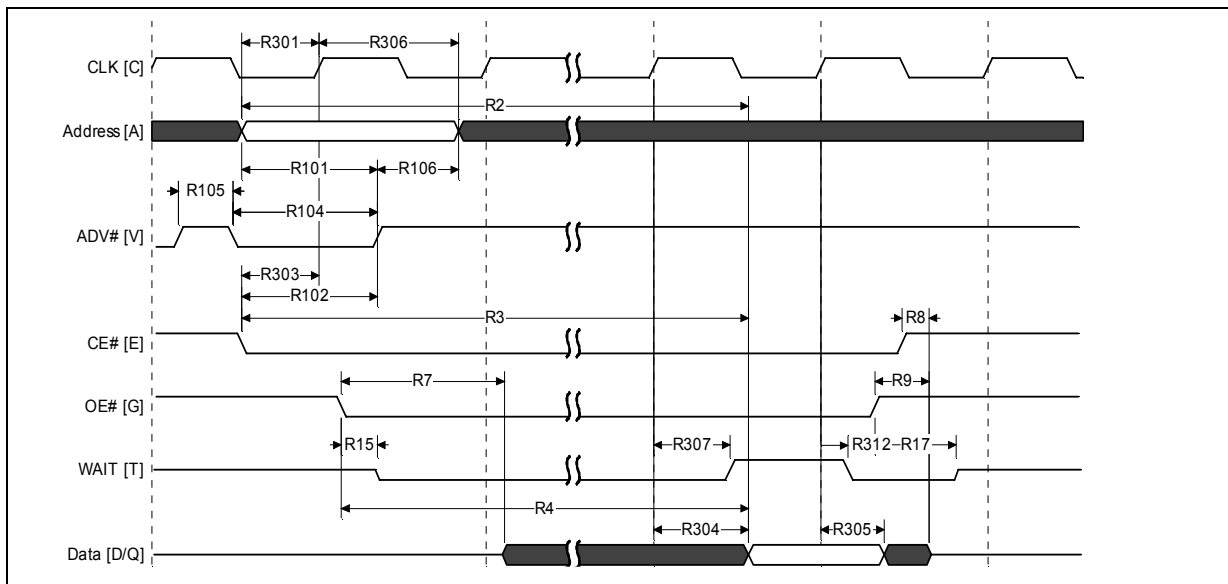 R301 R306
CLK [C]
R2
Address [A]
R101 R106
R105
R104
ADV# [V]
R303
R102
R3 R8
CE# [E]
R7 R9
OE# [G]
R15 R307 R312 R17
WAIT [T]
R4
R304 R305
Data [D/Q]